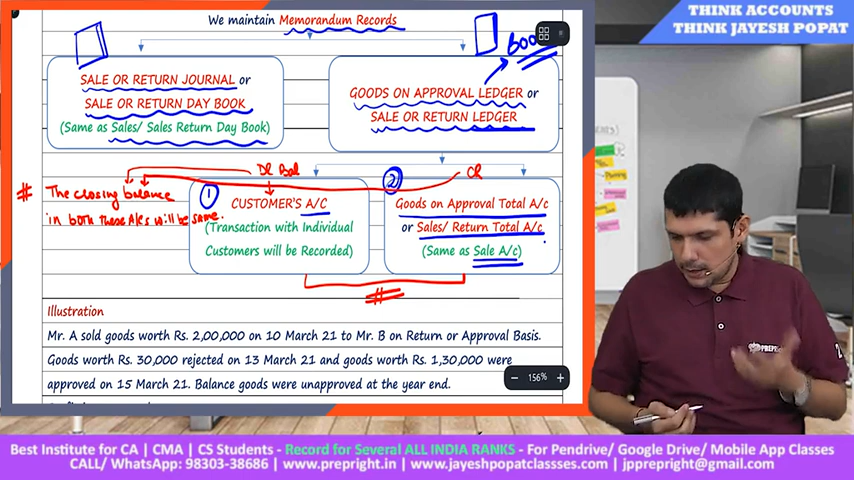 THINK ACCOUNTS
THINK JAYESH POPAT
We maintain Memorandum Records
SALE OR RETURN JOURNAL or
SALE OR RETURN DAY BOOK
(Same as Sales/ Sales Return Day Book)
GOODS ON APPROVAL LEDGER or
SALE OR RETURN LEDGER
Dr Bal
Cr
# The closing balance
in both these A/cs will be same.
1
CUSTOMER'S A/C
(Transaction with Individual
Customers will be Recorded)
2
Goods on Approval Total A/c
or Sales/ Return Total A/c
(Same as Sale A/c)
#
Illustration
Mr. A sold goods worth Rs. 2,00,000 on 10 March 21 to Mr. B on Return or Approval Basis.
Goods worth Rs. 30,000 rejected on 13 March 21 and goods worth Rs. 1,30,000 were
approved on 15 March 21. Balance goods were unapproved at the year end.
− 156% +
Best Institute for CA | CMA | CS Students - Record for Several ALL INDIA RANKS - For Pendrive/ Google Drive/ Mobile App Classes
CALL/ WhatsApp: 98303-38686 | www.prepright.in | www.jayeshpopatclassses.com | jpprepright@gmail.com